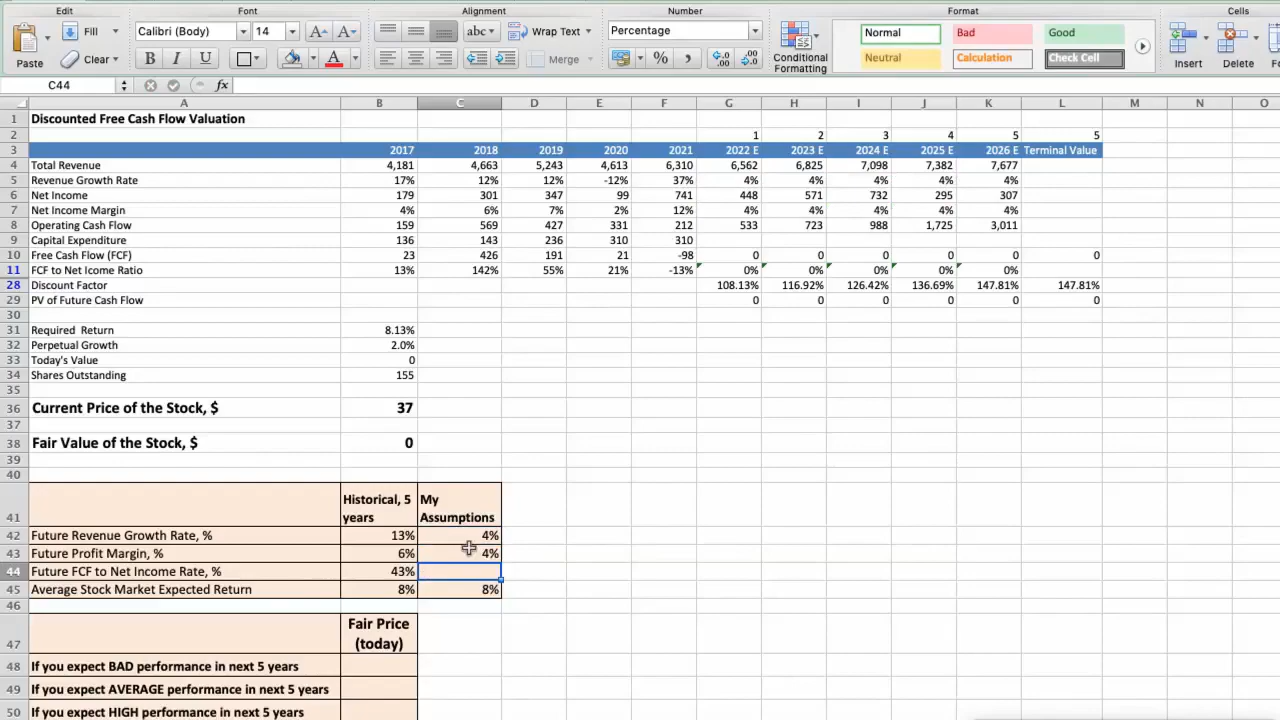 Edit Font Alignment Number Format Cells
Paste Fill Clear Calibri (Body) 14 A A abc Wrap Text Percentage Normal Bad Good
B I U A Merge % , .0 .00 .00 .0 Conditional Formatting Neutral Calculation Check Cell Insert Delete
C44 fx
A B C D E F G H I J K L M N O
1 Discounted Free Cash Flow Valuation
2 1 2 3 4 5 5
3 2017 2018 2019 2020 2021 2022 E 2023 E 2024 E 2025 E 2026 E Terminal Value
4 Total Revenue 4,181 4,663 5,243 4,613 6,310 6,562 6,825 7,098 7,382 7,677
5 Revenue Growth Rate 17% 12% 12% -12% 37% 4% 4% 4% 4% 4%
6 Net Income 179 301 347 99 741 448 571 732 295 307
7 Net Income Margin 4% 6% 7% 2% 12% 4% 4% 4% 4% 4%
8 Operating Cash Flow 159 569 427 331 212 533 723 988 1,725 3,011
9 Capital Expenditure 136 143 236 310 310
10 Free Cash Flow (FCF) 23 426 191 21 -98 0 0 0 0 0 0
11 FCF to Net Icome Ratio 13% 142% 55% 21% -13% 0% 0% 0% 0% 0%
28 Discount Factor 108.13% 116.92% 126.42% 136.69% 147.81% 147.81%
29 PV of Future Cash Flow 0 0 0 0 0 0
30
31 Required Return 8.13%
32 Perpetual Growth 2.0%
33 Today's Value 0
34 Shares Outstanding 155
35
36 Current Price of the Stock, $ 37
37
38 Fair Value of the Stock, $ 0
39
40
41 Historical, 5 years My Assumptions
42 Future Revenue Growth Rate, % 13% 4%
43 Future Profit Margin, % 6% 4%
44 Future FCF to Net Income Rate, % 43%
45 Average Stock Market Expected Return 8% 8%
46
47 Fair Price (today)
48 If you expect BAD performance in next 5 years
49 If you expect AVERAGE performance in next 5 years
50 If you expect HIGH performance in next 5 years